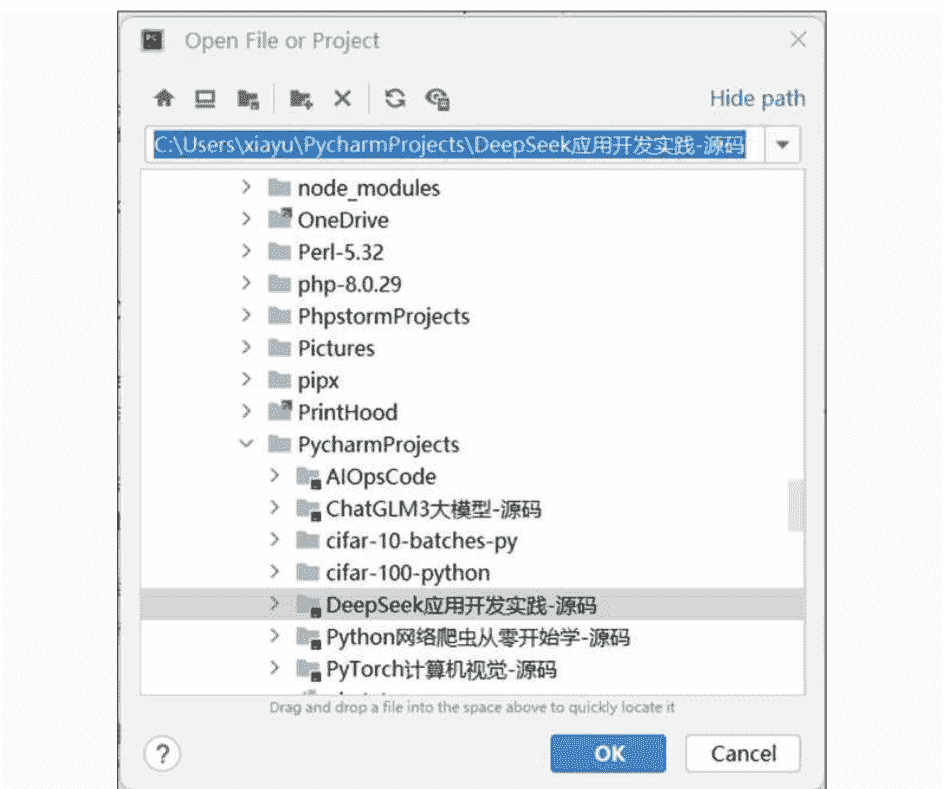 PC
Open File or Project
Hide path
C:\Users\xiayu\PycharmProjects\DeepSeek应用开发实践-源码
node_modules
OneDrive
Perl-5.32
php-8.0.29
PhpstormProjects
Pictures
pipx
PrintHood
PycharmProjects
AIOpsCode
ChatGLM3大模型-源码
cifar-10-batches-py
cifar-100-python
DeepSeek应用开发实践-源码
Python网络爬虫从零开始学-源码
PyTorch计算机视觉-源码
Drag and drop a file into the space above to quickly locate it
?
OK
Cancel